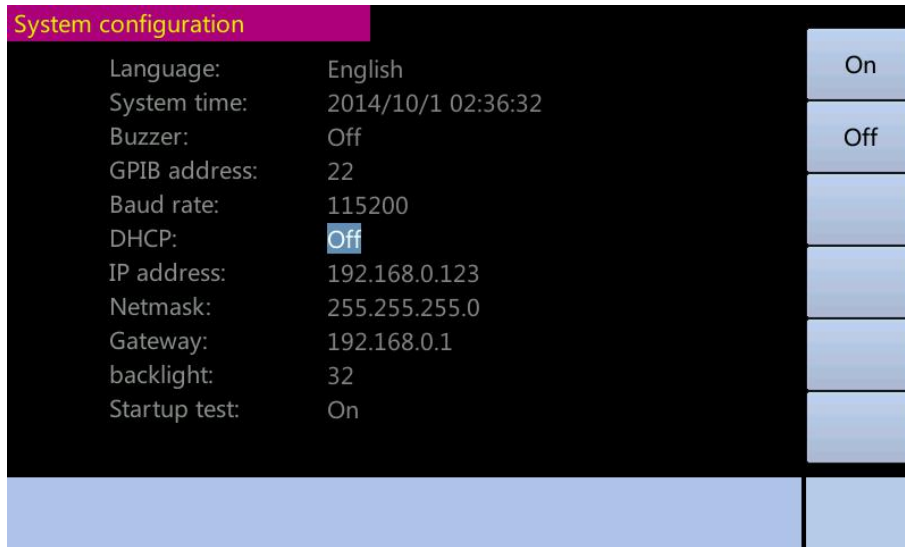 System configuration
Language: English
System time: 2014/10/1 02:36:32
Buzzer: Off
GPIB address: 22
Baud rate: 115200
DHCP: Off
IP address: 192.168.0.123
Netmask: 255.255.255.0
Gateway: 192.168.0.1
backlight: 32
Startup test: On
On
Off